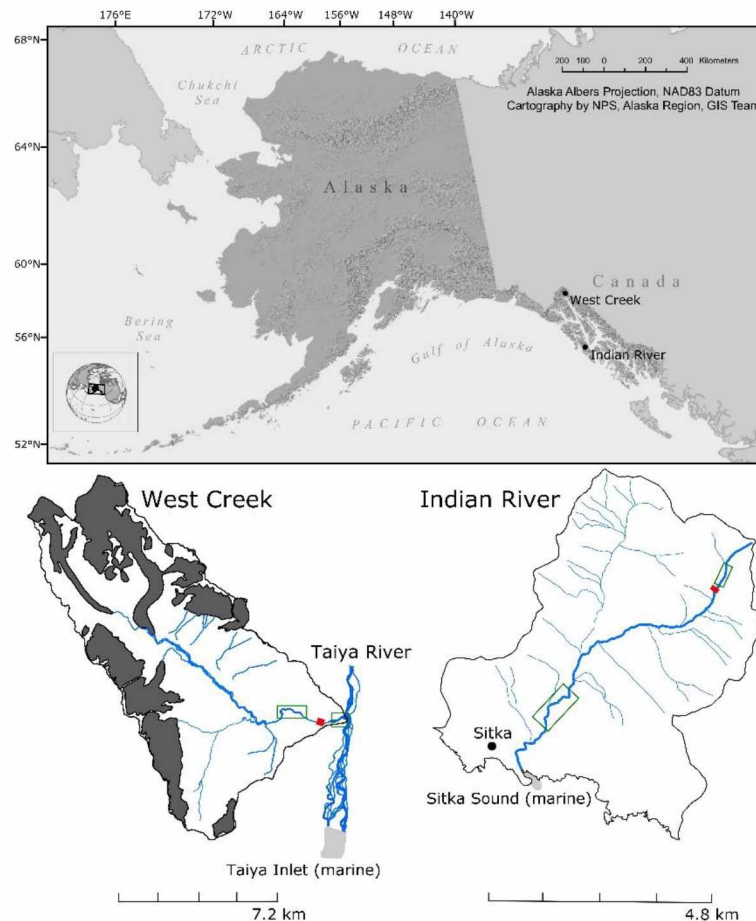 176°E 172°W 164°W 156°W 148°W 140°W
68°N
64°N
60°N
56°N
52°N
ARCTIC OCEAN
Chukchi
Sea
200 100 0 200 400 Kilometers
Alaska Albers Projection, NAD83 Datum
Cartography by NPS, Alaska Region, GIS Team
Alaska
Canada
West Creek
Bering
Sea
Gulf of Alaska
Indian River
PACIFIC OCEAN
West Creek
Indian River
Taiya River
Sitka
Sitka Sound (marine)
Taiya Inlet (marine)
7.2 km
4.8 km